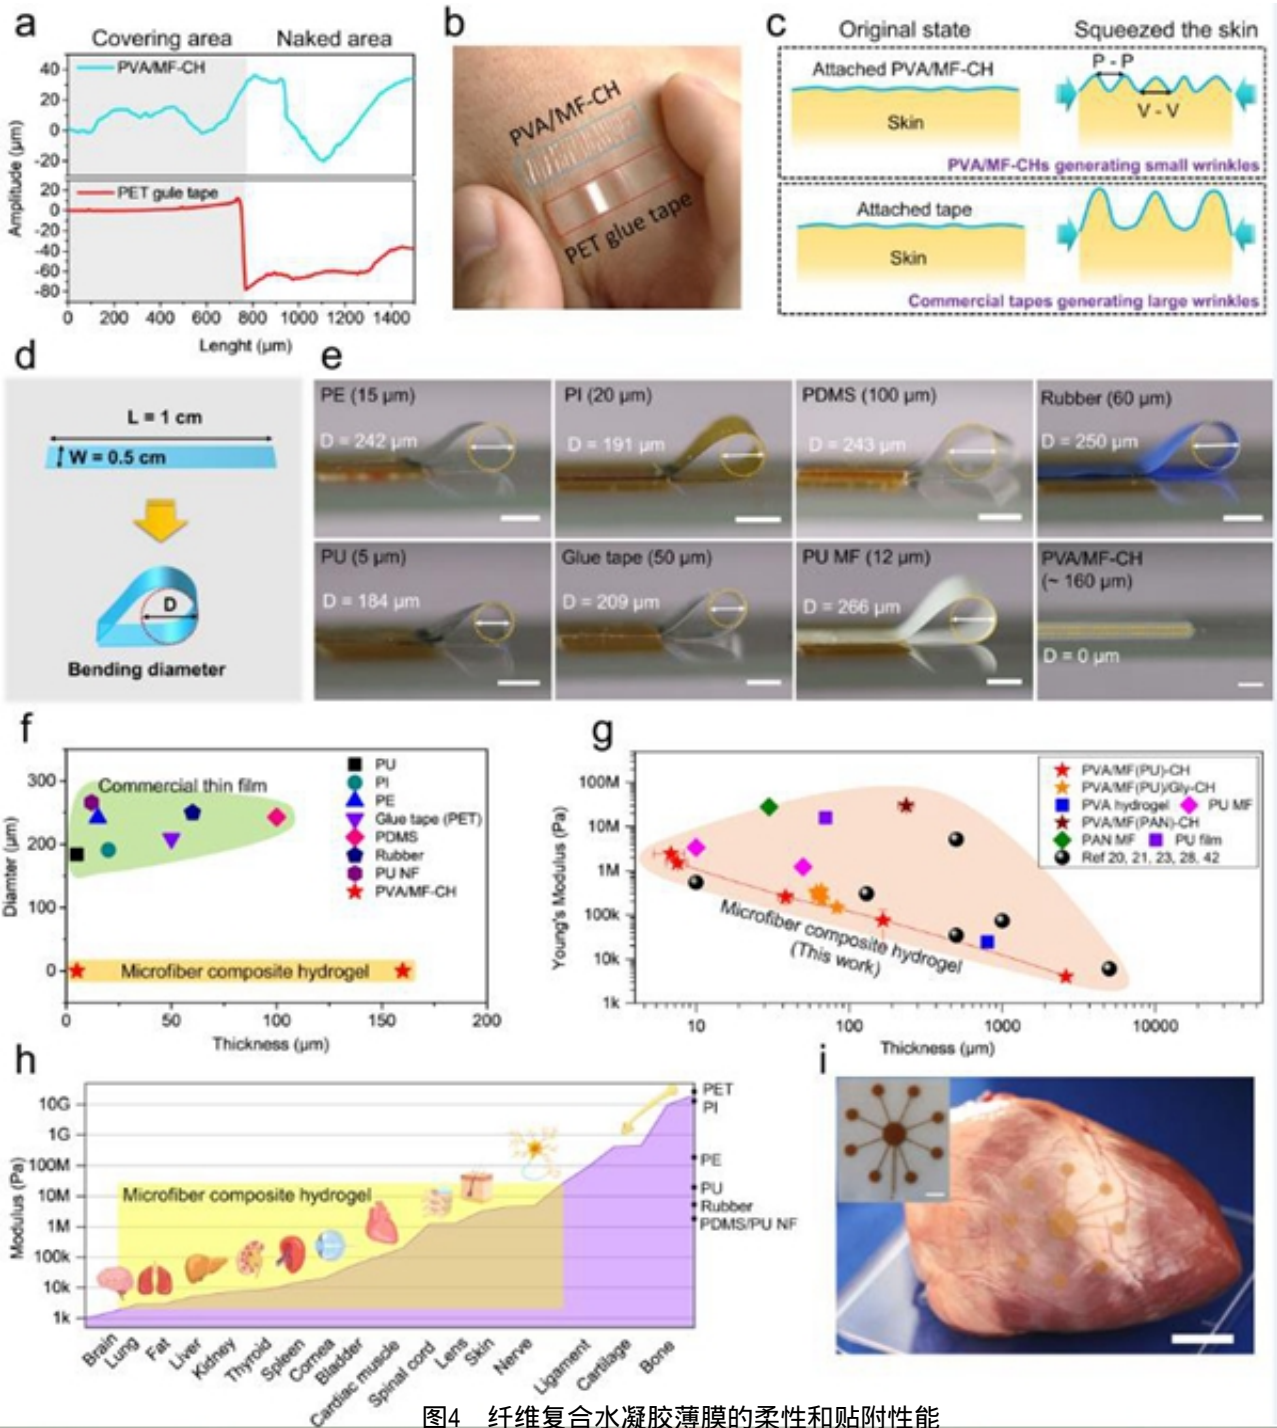 a
Covering area
Naked area
PVA/MF-CH
PET gule tape
Amplitude (µm)
40
20
0
-20
20
0
-20
-40
-60
-80
0 200 400 600 800 1000 1200 1400
Lenght (µm)
b
PVA/MF-CH
PET glue tape
c
Original state
Squeezed the skin
Attached PVA/MF-CH
P - P
V - V
Skin
PVA/MF-CHs generating small wrinkles
Attached tape
Skin
Commercial tapes generating large wrinkles
d
L = 1 cm
W = 0.5 cm
D
Bending diameter
e
PE (15 µm)
D = 242 µm
PI (20 µm)
D = 191 µm
PDMS (100 µm)
D = 243 µm
Rubber (60 µm)
D = 250 µm
PU (5 µm)
D = 184 µm
Glue tape (50 µm)
D = 209 µm
PU MF (12 µm)
D = 266 µm
PVA/MF-CH
(~ 160 µm)
D = 0 µm
f
Diamter (µm)
300
200
100
0
Commercial thin film
PU
PI
PE
Glue tape (PET)
PDMS
Rubber
PU NF
PVA/MF-CH
Microfiber composite hydrogel
0 50 100 150 200
Thickness (µm)
g
Young's Modulus (Pa)
100M
10M
1M
100k
10k
1k
PVA/MF(PU)-CH
PVA/MF(PU)/Gly-CH
PVA hydrogel PU MF
PVA/MF(PAN)-CH
PAN MF PU film
Ref 20, 21, 23, 28, 42
Microfiber composite hydrogel
(This work)
10 100 1000 10000
Thickness (µm)
h
Modulus (Pa)
10G
1G
100M
10M
1M
100k
10k
1k
Microfiber composite hydrogel
PET
PI
PE
PU
Rubber
PDMS/PU NF
Brain
Lung
Fat
Liver
Kidney
Thyroid
Spleen
Cornea
Bladder
Cardiac muscle
Spinal cord
Lens
Skin
Nerve
Ligament
Cartilage
Bone
i
图4 纤维复合水凝胶薄膜的柔性和贴附性能